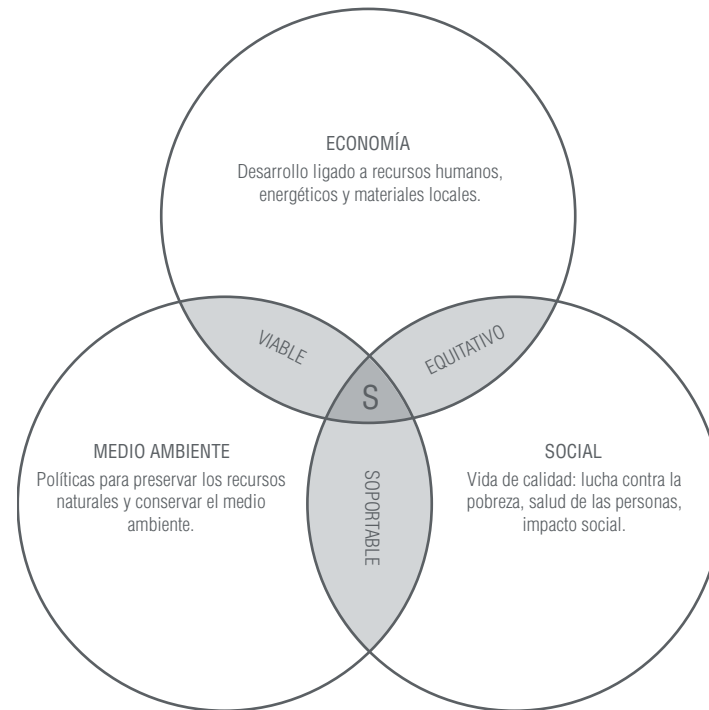 ECONOMÍA
Desarrollo ligado a recursos humanos,
energéticos y materiales locales.
VIABLE
EQUITATIVO
S
MEDIO AMBIENTE
Políticas para preservar los recursos
naturales y conservar el medio
ambiente.
SOPORTABLE
SOCIAL
Vida de calidad: lucha contra la
pobreza, salud de las personas,
impacto social.